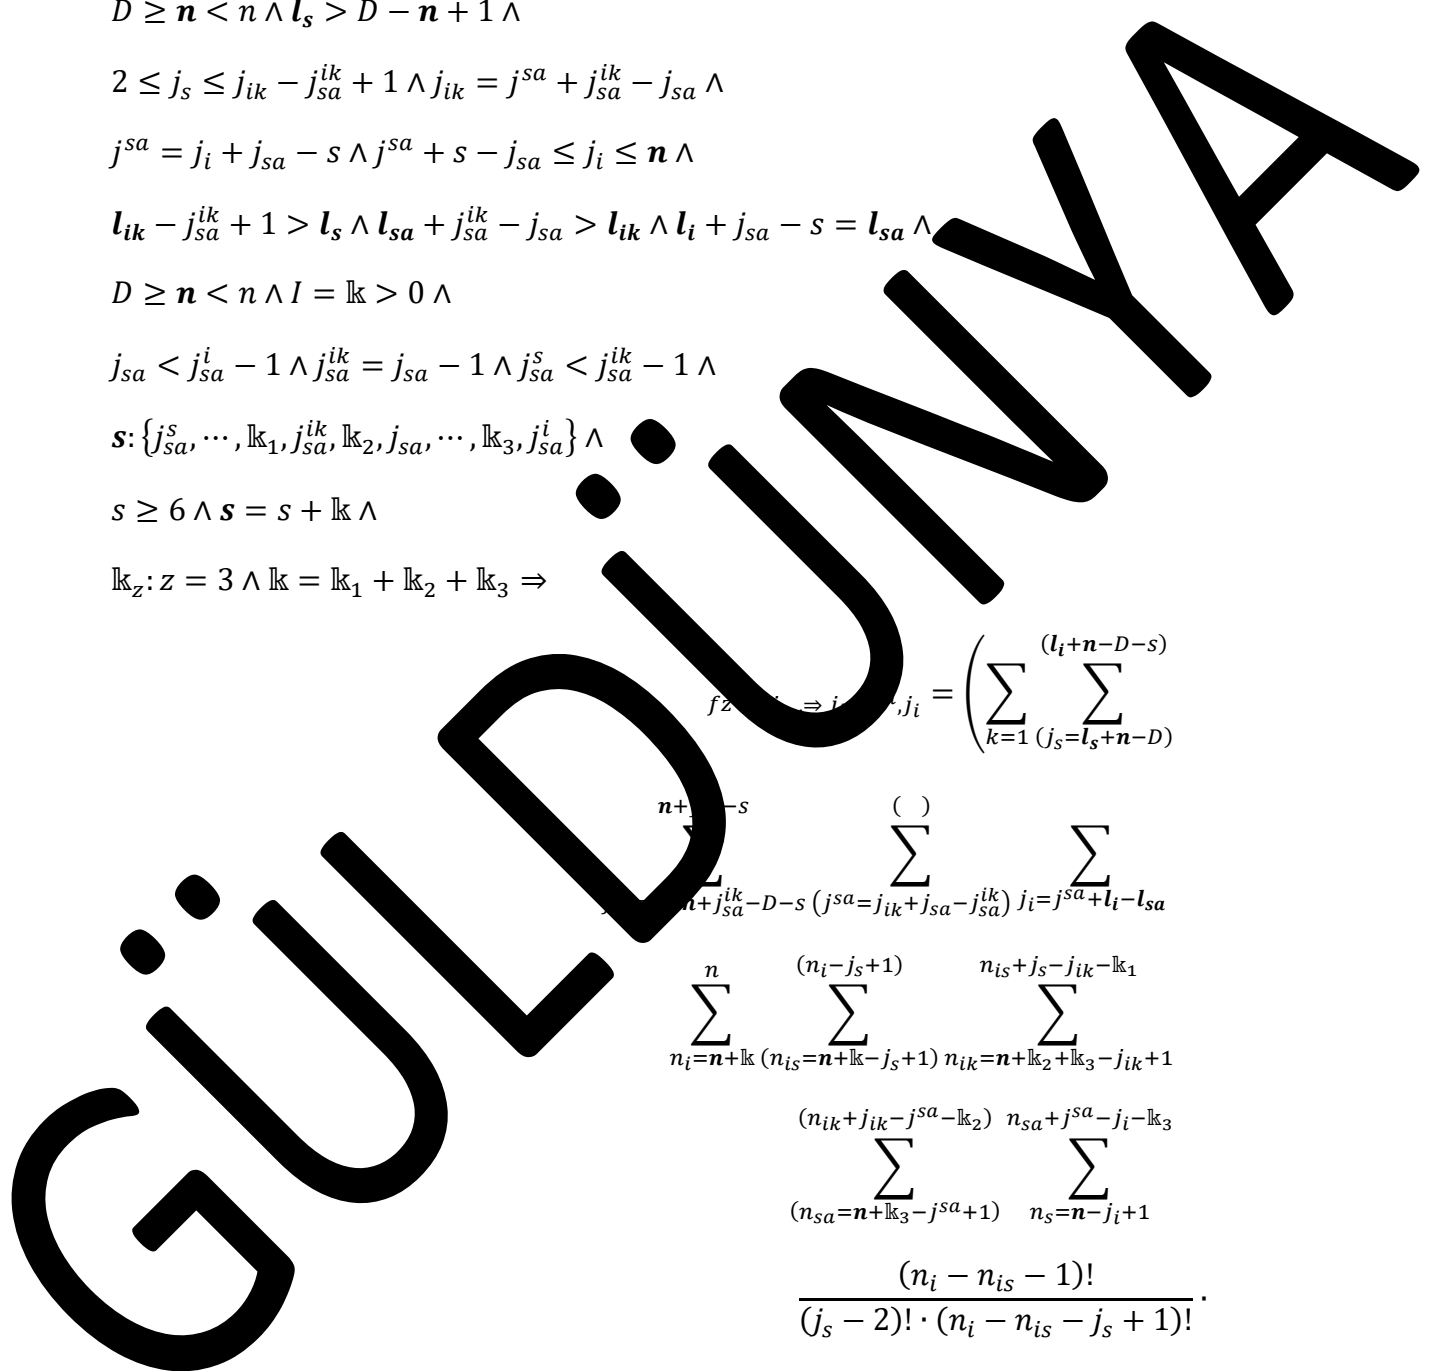 D ≥ 𝒏 < n ∧ 𝒍_𝒔 > D − 𝒏 + 1 ∧
2 ≤ j_s ≤ j_{ik} − j_{sa}^{ik} + 1 ∧ j_{ik} = j^{sa} + j_{sa}^{ik} − j_{sa} ∧
j^{sa} = j_i + j_{sa} − s ∧ j^{sa} + s − j_{sa} ≤ j_i ≤ 𝒏 ∧
𝒍_{𝒊𝒌} − j_{sa}^{ik} + 1 > 𝒍_𝒔 ∧ 𝒍_{𝒔𝒂} + j_{sa}^{ik} − j_{sa} > 𝒍_{𝒊𝒌} ∧ 𝒍_𝒊 + j_{sa} − s = 𝒍_{𝒔𝒂} ∧
D ≥ 𝒏 < n ∧ I = 𝕜 > 0 ∧
j_{sa} < j_{sa}^i − 1 ∧ j_{sa}^{ik} = j_{sa} − 1 ∧ j_{sa}^s < j_{sa}^{ik} − 1 ∧
𝒔: {j_{sa}^s, ⋯ , 𝕜_1, j_{sa}^{ik}, 𝕜_2, j_{sa}, ⋯ , 𝕜_3, j_{sa}^i} ∧
s ≥ 6 ∧ 𝒔 = s + 𝕜 ∧
𝕜_z: z = 3 ∧ 𝕜 = 𝕜_1 + 𝕜_2 + 𝕜_3 ⇒
fz ⇒ ,j_i = ( ∑_{k=1} ∑_{(j_s=𝒍_𝒔+𝒏−D)}^{(𝒍_𝒊+𝒏−D−s)}
∑_{𝒏+j_{sa}^{ik}−D−s}^{𝒏+ −s} ∑_{(j^{sa}=j_{ik}+j_{sa}−j_{sa}^{ik})}^{( )} ∑_{j_i=j^{sa}+𝒍_𝒊−𝒍_{𝒔𝒂}}
∑_{n_i=𝒏+𝕜}^{n} ∑_{(n_{is}=𝒏+𝕜−j_s+1)}^{(n_i−j_s+1)} ∑_{n_{ik}=𝒏+𝕜_2+𝕜_3−j_{ik}+1}^{n_{is}+j_s−j_{ik}−𝕜_1}
∑_{(n_{sa}=𝒏+𝕜_3−j^{sa}+1)}^{(n_{ik}+j_{ik}−j^{sa}−𝕜_2)} ∑_{n_s=𝒏−j_i+1}^{n_{sa}+j^{sa}−j_i−𝕜_3}
(n_i − n_{is} − 1)! / (j_s − 2)! · (n_i − n_{is} − j_s + 1)! ·
GÜLDÜNYA